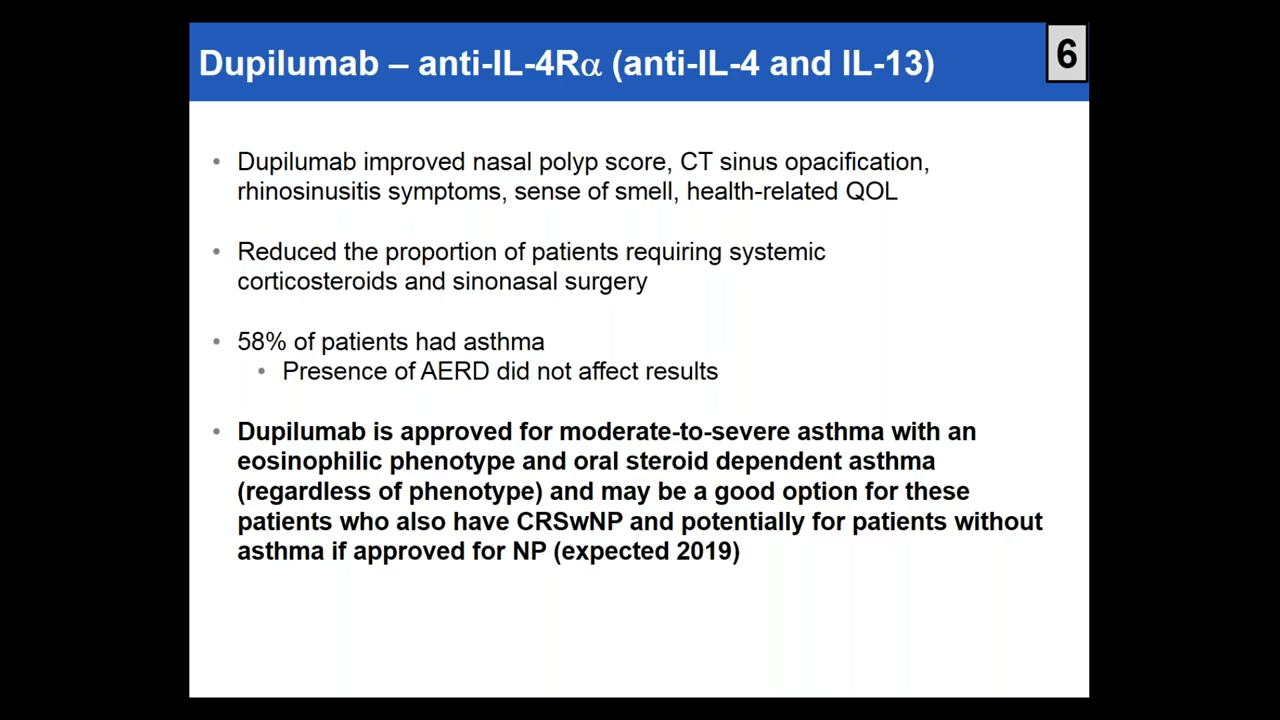 Dupilumab – anti-IL-4Rα (anti-IL-4 and IL-13)
6
• Dupilumab improved nasal polyp score, CT sinus opacification,
rhinosinusitis symptoms, sense of smell, health-related QOL
• Reduced the proportion of patients requiring systemic
corticosteroids and sinonasal surgery
• 58% of patients had asthma
• Presence of AERD did not affect results
• Dupilumab is approved for moderate-to-severe asthma with an
eosinophilic phenotype and oral steroid dependent asthma
(regardless of phenotype) and may be a good option for these
patients who also have CRSwNP and potentially for patients without
asthma if approved for NP (expected 2019)